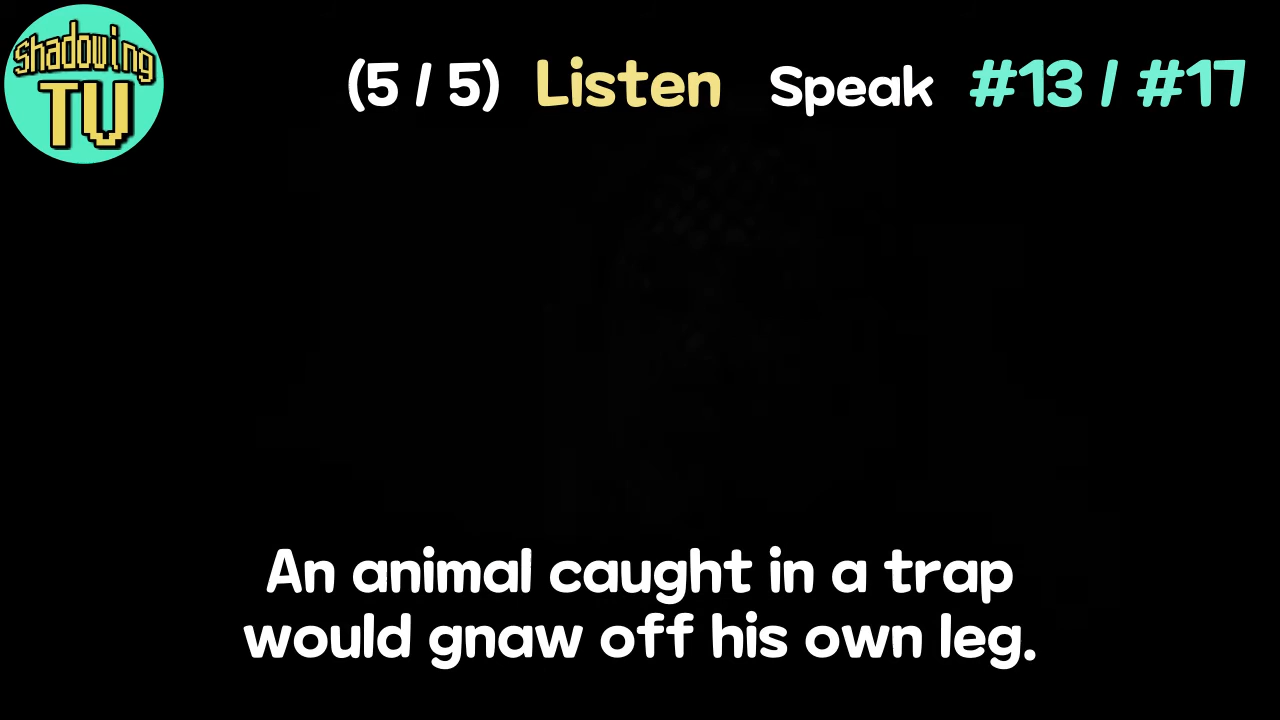 Shadowing
TV
(5 / 5) Listen Speak #13 / #17
An animal caught in a trap
would gnaw off his own leg.